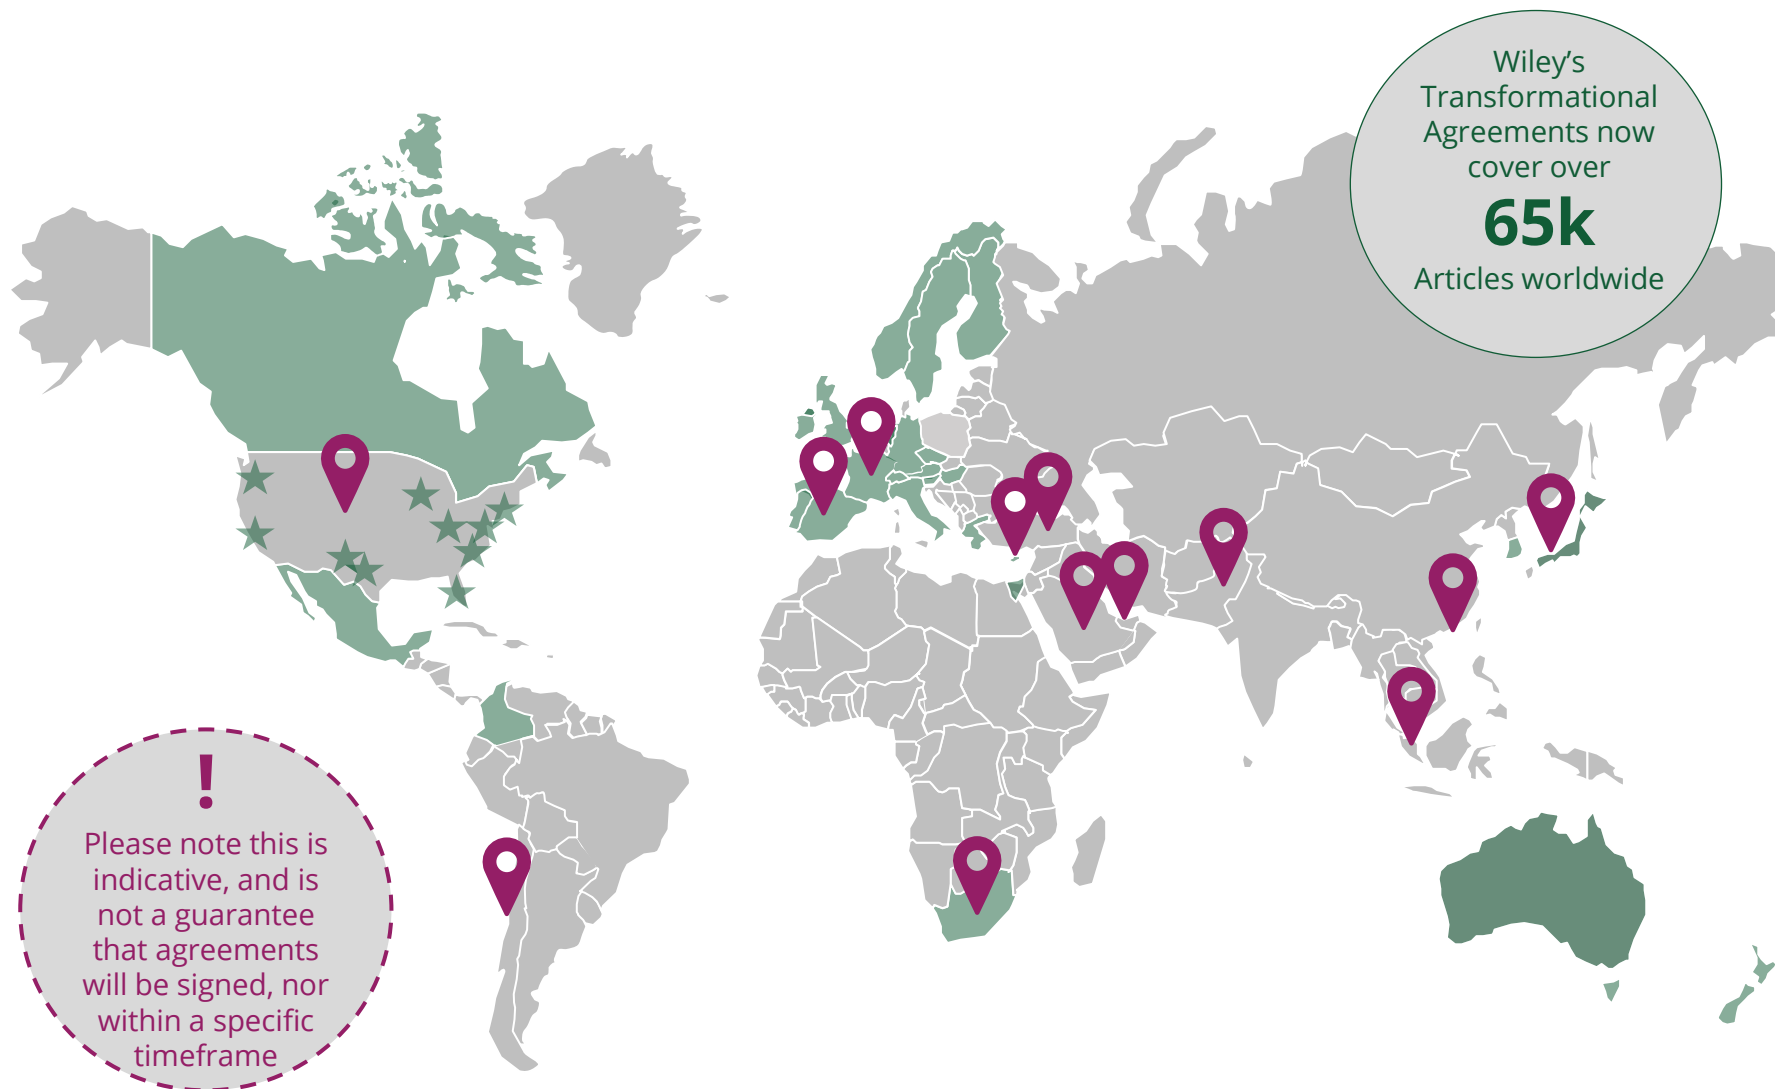 Wiley’s
Transformational
Agreements now
cover over
65k
Articles worldwide
!
Please note this is
indicative, and is
not a guarantee
that agreements
will be signed, nor
within a specific
timeframe